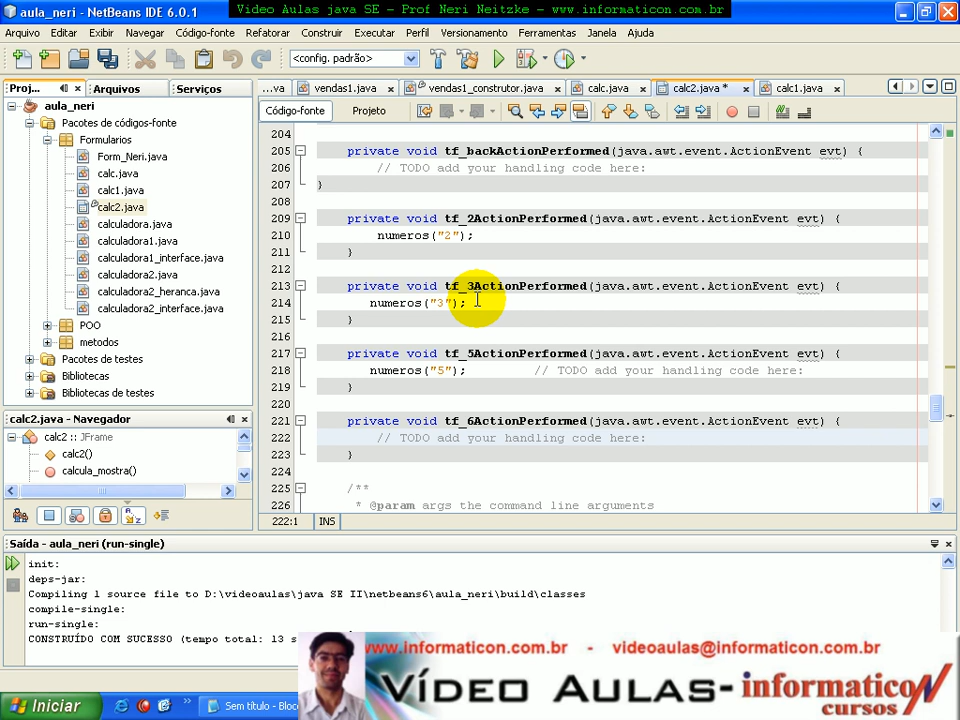 aula_neri - NetBeans IDE 6.0.1
Video Aulas java SE - Prof Neri Neitzke - www.informaticon.com.br
Arquivo Editar Exibir Navegar Código-fonte Refatorar Construir Executar Perfil Versionamento Ferramentas Janela Ajuda
<config. padrão>
Proj... Arquivos Serviços
...va vendas1.java vendas1_construtor.java calc.java calc2.java * calc1.java
Código-fonte Projeto
aula_neri
Pacotes de códigos-fonte
Formularios
Form_Neri.java
calc.java
calc1.java
calc2.java
calculadora.java
calculadora1.java
calculadora1_interface.java
calculadora2.java
calculadora2_heranca.java
calculadora2_interface.java
POO
metodos
Pacotes de testes
Bibliotecas
Bibliotecas de testes
calc2.java - Navegador
calc2 :: JFrame
calc2()
calcula_mostra()
204
205 private void tf_backActionPerformed(java.awt.event.ActionEvent evt) {
206 // TODO add your handling code here:
207 }
208
209 private void tf_2ActionPerformed(java.awt.event.ActionEvent evt) {
210 numeros("2");
211 }
212
213 private void tf_3ActionPerformed(java.awt.event.ActionEvent evt) {
214 numeros("3");
215 }
216
217 private void tf_5ActionPerformed(java.awt.event.ActionEvent evt) {
218 numeros("5"); // TODO add your handling code here:
219 }
220
221 private void tf_6ActionPerformed(java.awt.event.ActionEvent evt) {
222 // TODO add your handling code here:
223 }
224
225 /**
226 * @param args the command line arguments
222:1 INS
Saída - aula_neri (run-single)
init:
deps-jar:
Compiling 1 source file to D:\videoaulas\java SE II\netbeans6\aula_neri\build\classes
compile-single:
run-single:
CONSTRUÍDO COM SUCESSO (tempo total: 13 s
www.informaticon.com.br - videoaulas@informaticon.com.br
VÍDEO AULAS- informaticoN
cursos
Iniciar
Sem título - Bloc